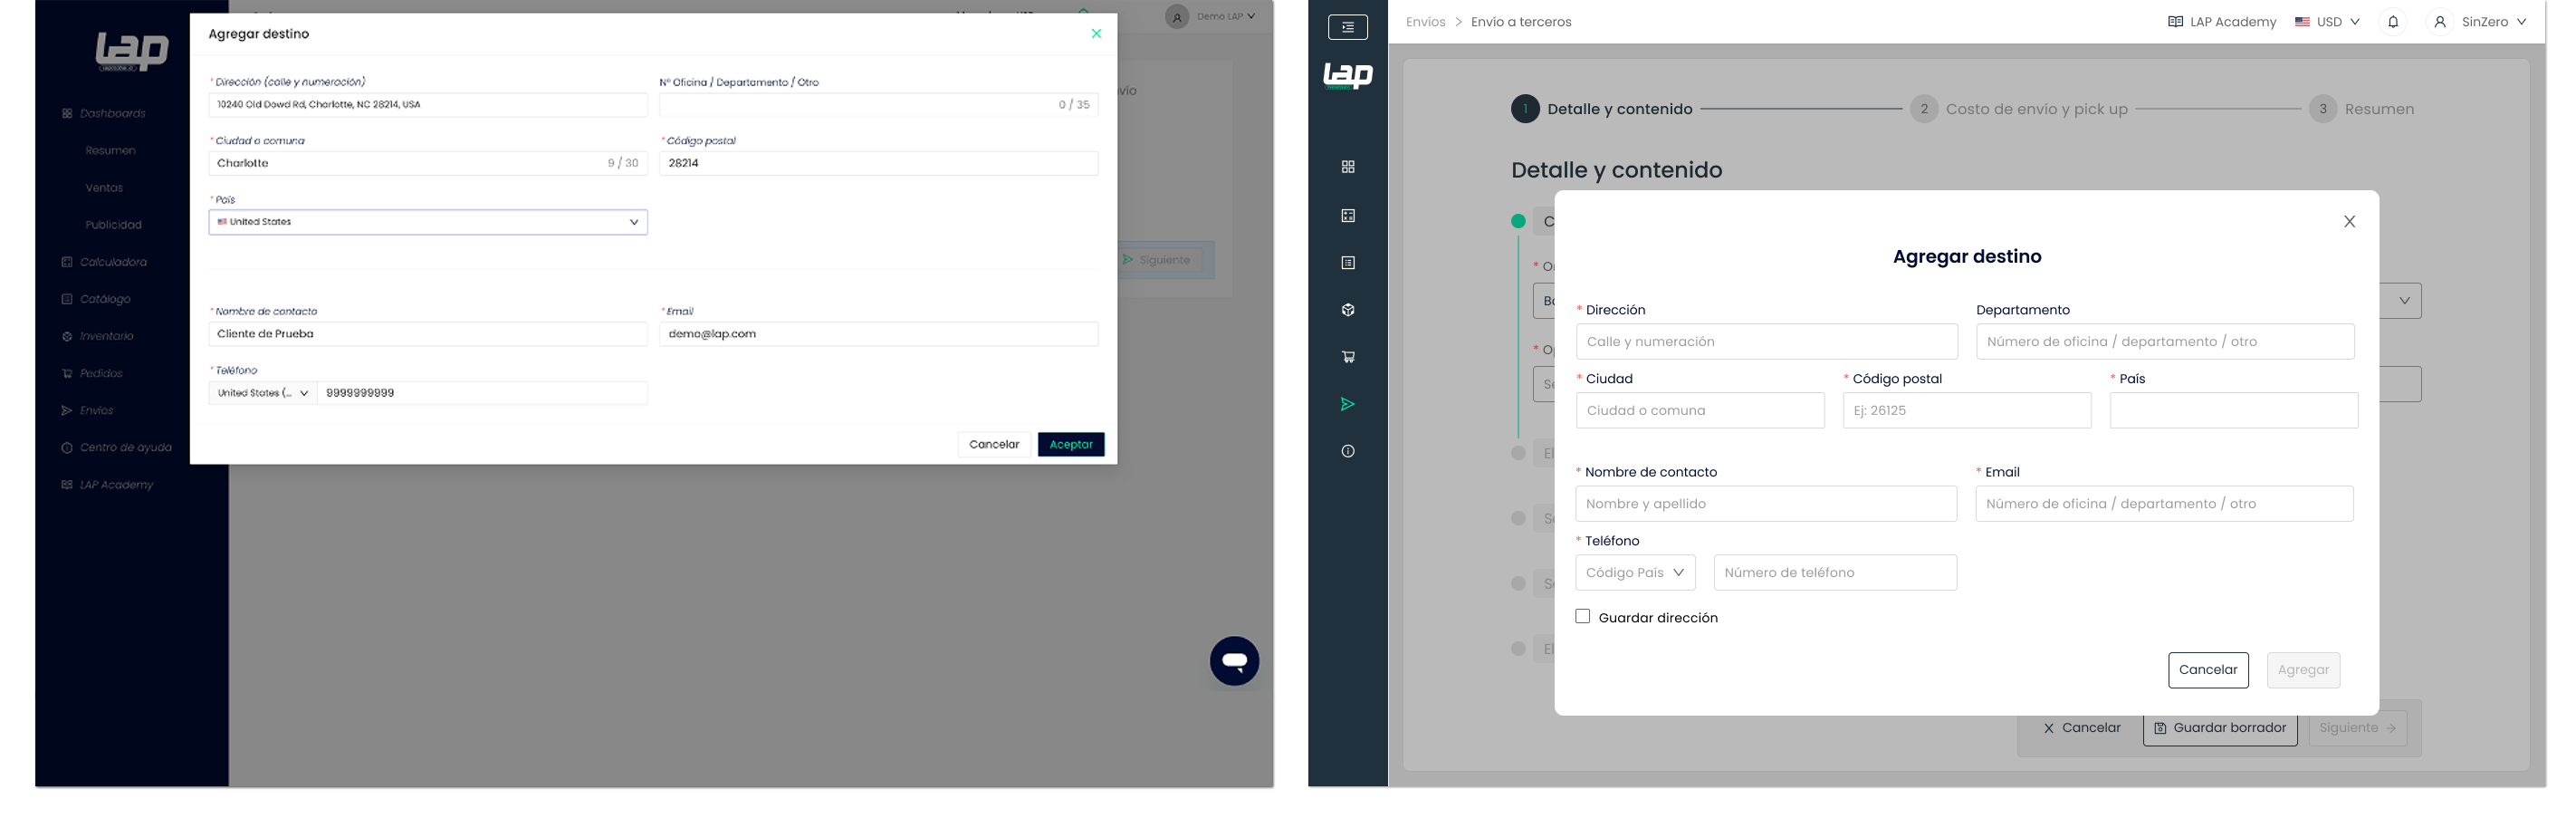 Agregar destino
Demo LAP
lap
* Dirección (calle y numeración)
Nº Oficina / Departamento / Otro
10240 Old Dowd Rd, Charlotte, NC 28214, USA
0 / 35
* Ciudad o comuna
* Código postal
Charlotte
9 / 30
28214
* País
United States
Siguiente
* Nombre de contacto
* Email
Cliente de Prueba
demo@lap.com
* Teléfono
United States (...
9999999999
Cancelar
Aceptar
Dashboards
Resumen
Ventas
Publicidad
Calculadora
Catálogo
Inventario
Pedidos
Envíos
Centro de ayuda
LAP Academy
Envíos > Envío a terceros
LAP Academy
USD
SinZero
lap
1 Detalle y contenido
2 Costo de envío y pick up
3 Resumen
Detalle y contenido
Agregar destino
* Dirección
Departamento
Calle y numeración
Número de oficina / departamento / otro
* Ciudad
* Código postal
* País
Ciudad o comuna
Ej: 26125
* Nombre de contacto
* Email
Nombre y apellido
Número de oficina / departamento / otro
* Teléfono
Código País
Número de teléfono
Guardar dirección
Cancelar
Agregar
Cancelar
Guardar borrador
Siguiente